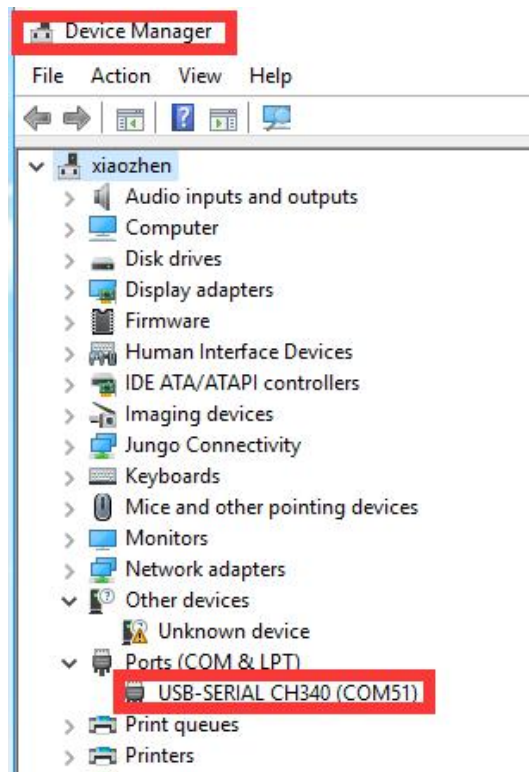 Device Manager
File Action View Help
xiaozhen
Audio inputs and outputs
Computer
Disk drives
Display adapters
Firmware
Human Interface Devices
IDE ATA/ATAPI controllers
Imaging devices
Jungo Connectivity
Keyboards
Mice and other pointing devices
Monitors
Network adapters
Other devices
Unknown device
Ports (COM & LPT)
USB-SERIAL CH340 (COM51)
Print queues
Printers